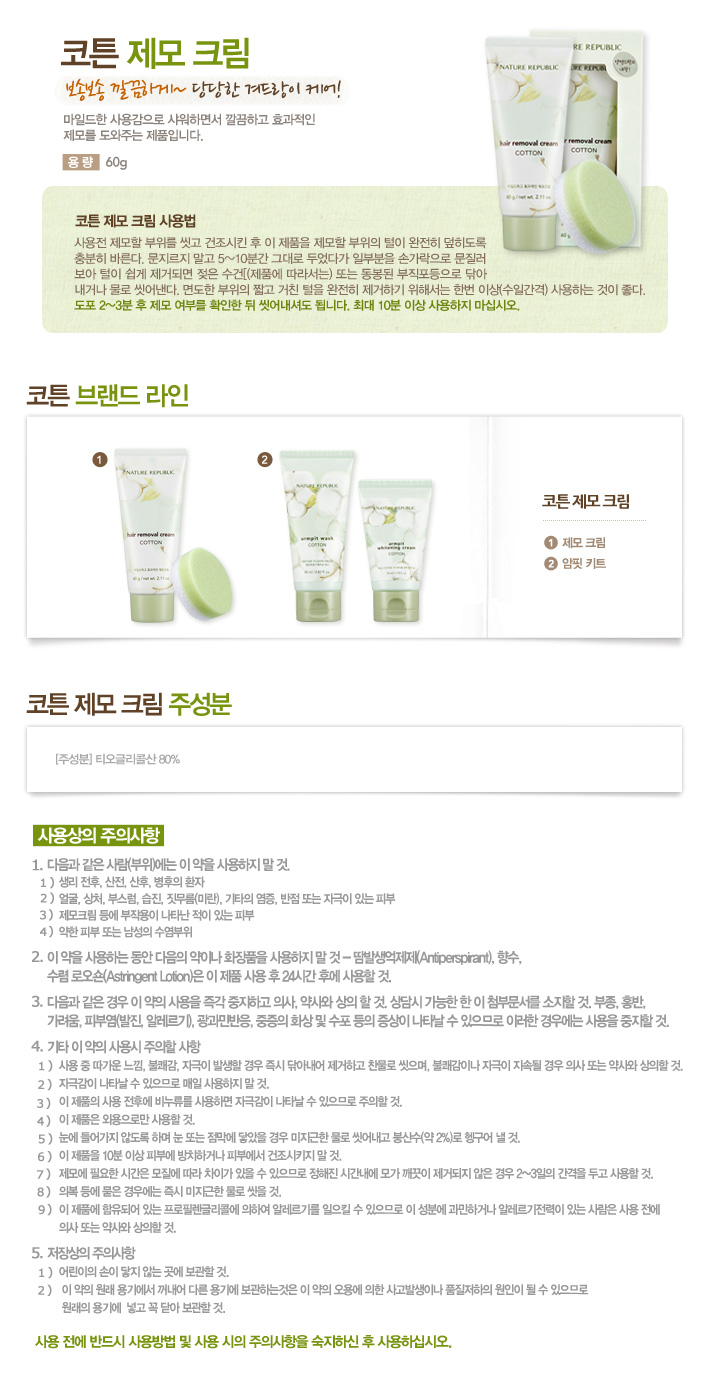 코튼 제모 크림
보송보송 깔끔하게~ 당당한 겨드랑이 케어!
마일드한 사용감으로 샤워하면서 깔끔하고 효과적인
제모를 도와주는 제품입니다.
용량 60g
NATURE REPUBLIC
hair removal cream
COTTON
60 g / net wt. 2.11 oz.
RE REPUBLIC
NATURE REPUBLIC
hair removal cream
COTTON
코튼 제모 크림 사용법
사용전 제모할 부위를 씻고 건조시킨 후 이 제품을 제모할 부위의 털이 완전히 덮히도록
충분히 바른다. 문지르지 말고 5~10분간 그대로 두었다가 일부분을 손가락으로 문질러
보아 털이 쉽게 제거되면 젖은 수건[(제품에 따라서는) 또는 동봉된 부직포등으로 닦아
내거나 물로 씻어낸다. 면도한 부위의 짧고 거친 털을 완전히 제거하기 위해서는 한번 이상(수일간격) 사용하는 것이 좋다.
도포 2~3분 후 제모 여부를 확인한 뒤 씻어내셔도 됩니다. 최대 10분 이상 사용하지 마십시오.
코튼 브랜드 라인
1
NATURE REPUBLIC
hair removal cream
COTTON
60 g / net wt. 2.11 oz.
2
NATURE REPUBLIC
armpit wash
COTTON
NATURE REPUBLIC
armpit
whitening cream
COTTON
코튼 제모 크림
1 제모 크림
2 암핏 키트
코튼 제모 크림 주성분
[주성분] 티오글리콜산 80%
사용상의 주의사항
1. 다음과 같은 사람(부위)에는 이 약을 사용하지 말 것.
1 ) 생리 전후, 산전, 산후, 병후의 환자
2 ) 얼굴, 상처, 부스럼, 습진, 짓무름(미란), 기타의 염증, 반점 또는 자극이 있는 피부
3 ) 제모크림 등에 부작용이 나타난 적이 있는 피부
4 ) 약한 피부 또는 남성의 수염부위
2. 이 약을 사용하는 동안 다음의 약이나 화장품을 사용하지 말 것 – 땀발생억제제(Antiperspirant), 향수,
수렴 로오숀(Astringent Lotion)은 이 제품 사용 후 24시간 후에 사용할 것.
3. 다음과 같은 경우 이 약의 사용을 즉각 중지하고 의사, 약사와 상의 할 것. 상담시 가능한 한 이 첨부문서를 소지할 것. 부종, 홍반,
가려움, 피부염(발진, 알레르기), 광과민반응, 중증의 화상 및 수포 등의 증상이 나타날 수 있으므로 이러한 경우에는 사용을 중지할 것.
4. 기타 이 약의 사용시 주의할 사항
1 ) 사용 중 따가운 느낌, 불쾌감, 자극이 발생할 경우 즉시 닦아내어 제거하고 찬물로 씻으며, 불쾌감이나 자극이 지속될 경우 의사 또는 약사와 상의할 것.
2 ) 자극감이 나타날 수 있으므로 매일 사용하지 말 것.
3 ) 이 제품의 사용 전후에 비누류를 사용하면 자극감이 나타날 수 있으므로 주의할 것.
4 ) 이 제품은 외용으로만 사용할 것.
5 ) 눈에 들어가지 않도록 하며 눈 또는 점막에 닿았을 경우 미지근한 물로 씻어내고 붕산수(약 2%)로 헹구어 낼 것.
6 ) 이 제품을 10분 이상 피부에 방치하거나 피부에서 건조시키지 말 것.
7 ) 제모에 필요한 시간은 모질에 따라 차이가 있을 수 있으므로 정해진 시간내에 모가 깨끗이 제거되지 않은 경우 2~3일의 간격을 두고 사용할 것.
8 ) 의복 등에 묻은 경우에는 즉시 미지근한 물로 씻을 것.
9 ) 이 제품에 함유되어 있는 프로필렌글리콜에 의하여 알레르기를 일으킬 수 있으므로 이 성분에 과민하거나 알레르기전력이 있는 사람은 사용 전에
의사 또는 약사와 상의할 것.
5. 저장상의 주의사항
1 ) 어린이의 손이 닿지 않는 곳에 보관할 것.
2 ) 이 약의 원래 용기에서 꺼내어 다른 용기에 보관하는것은 이 약의 오용에 의한 사고발생이나 품질저하의 원인이 될 수 있으므로
원래의 용기에 넣고 꼭 닫아 보관할 것.
사용 전에 반드시 사용방법 및 사용 시의 주의사항을 숙지하신 후 사용하십시오.